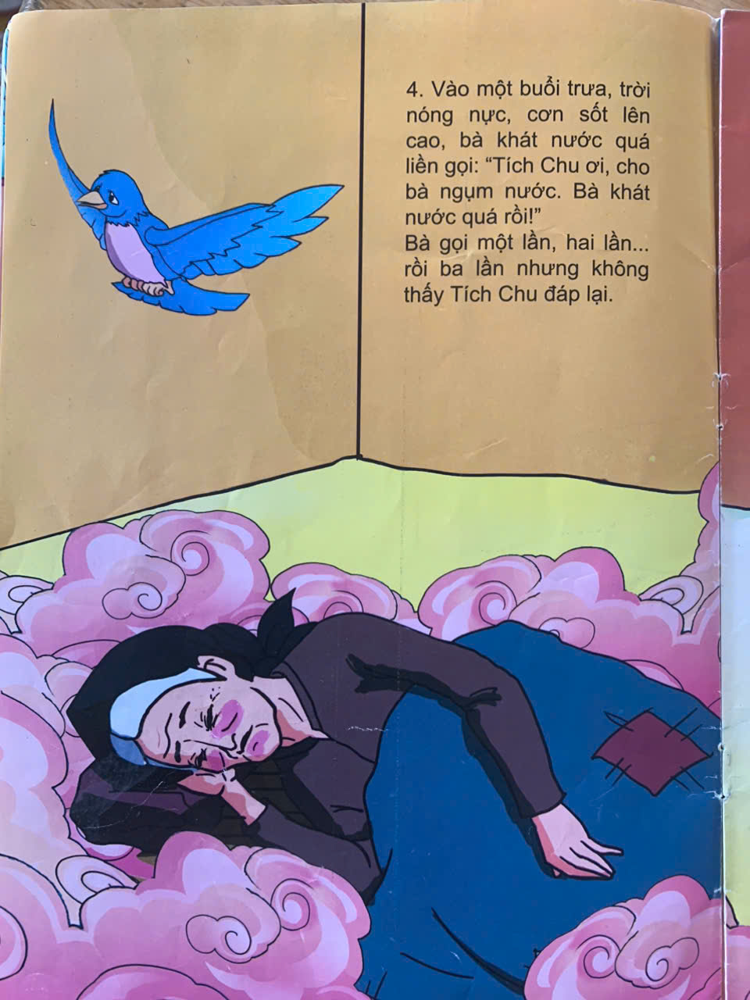 4. Vào một buổi trưa, trời
nóng nực, cơn sốt lên
cao, bà khát nước quá
liền gọi: “Tích Chu ơi, cho
bà ngụm nước. Bà khát
nước quá rồi!”
Bà gọi một lần, hai lần...
rồi ba lần nhưng không
thấy Tích Chu đáp lại.